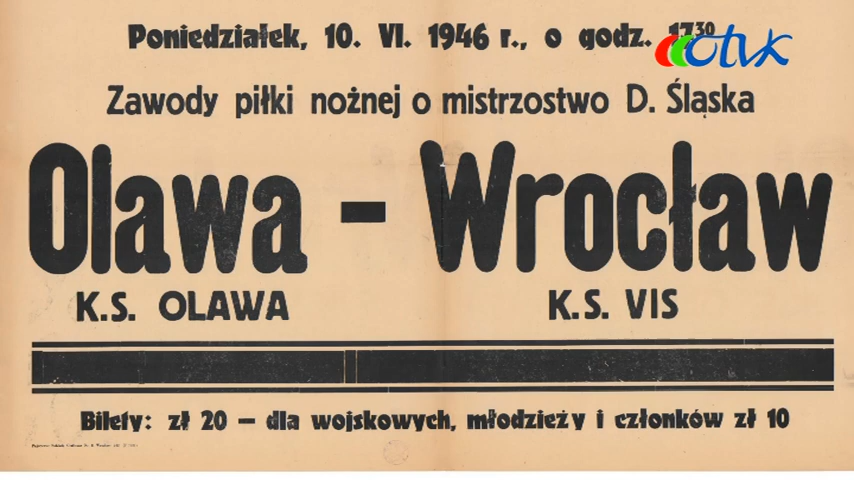 Poniedziałek, 10. VI. 1946 r., o godz. 17³⁰
otvk
Zawody piłki nożnej o mistrzostwo D. Śląska
Olawa - Wrocław
K.S. OLAWA K.S. VIS
Bilety: zł 20 — dla wojskowych, młodzieży i członków zł 10